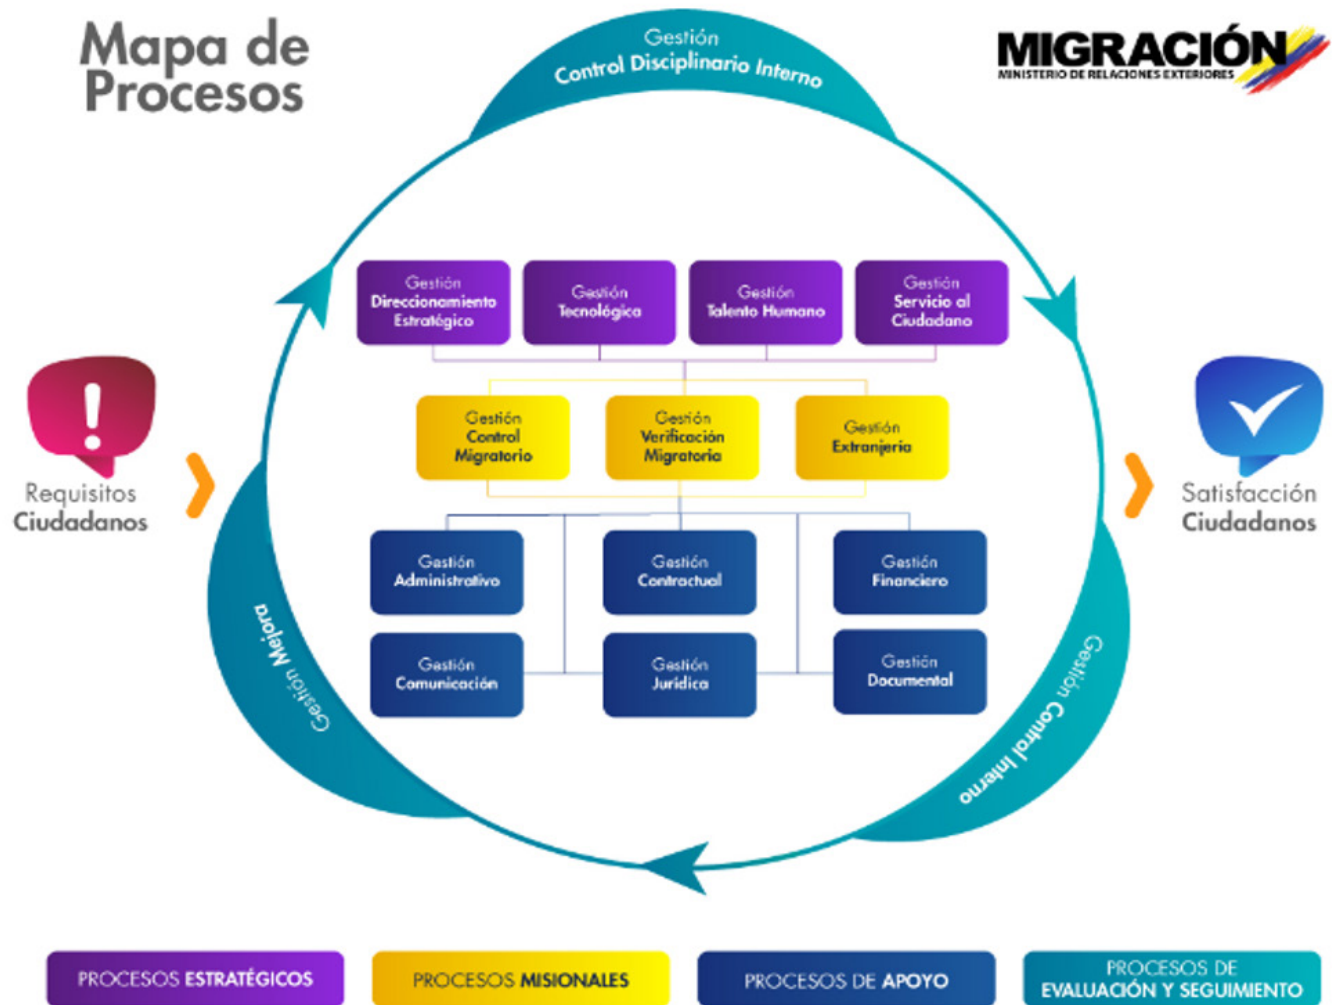 Mapa de
Procesos
MIGRACIÓN
MINISTERIO DE RELACIONES EXTERIORES
Gestión
Control Disciplinario Interno
Gestión
Direccionamiento
Estratégico
Gestión
Tecnológica
Gestión
Talento Humano
Gestión
Servicio al
Ciudadano
Gestión
Control
Migratorio
Gestión
Verificación
Migratoria
Gestión
Extranjería
Requisitos
Ciudadanos
Satisfacción
Ciudadanos
Gestión
Administrativo
Gestión
Contractual
Gestión
Financiero
Gestión
Comunicación
Gestión
Jurídica
Gestión
Documental
Gestión Mejora
Gestión Control Interno
PROCESOS ESTRATÉGICOS
PROCESOS MISIONALES
PROCESOS DE APOYO
PROCESOS DE
EVALUACIÓN Y SEGUIMIENTO